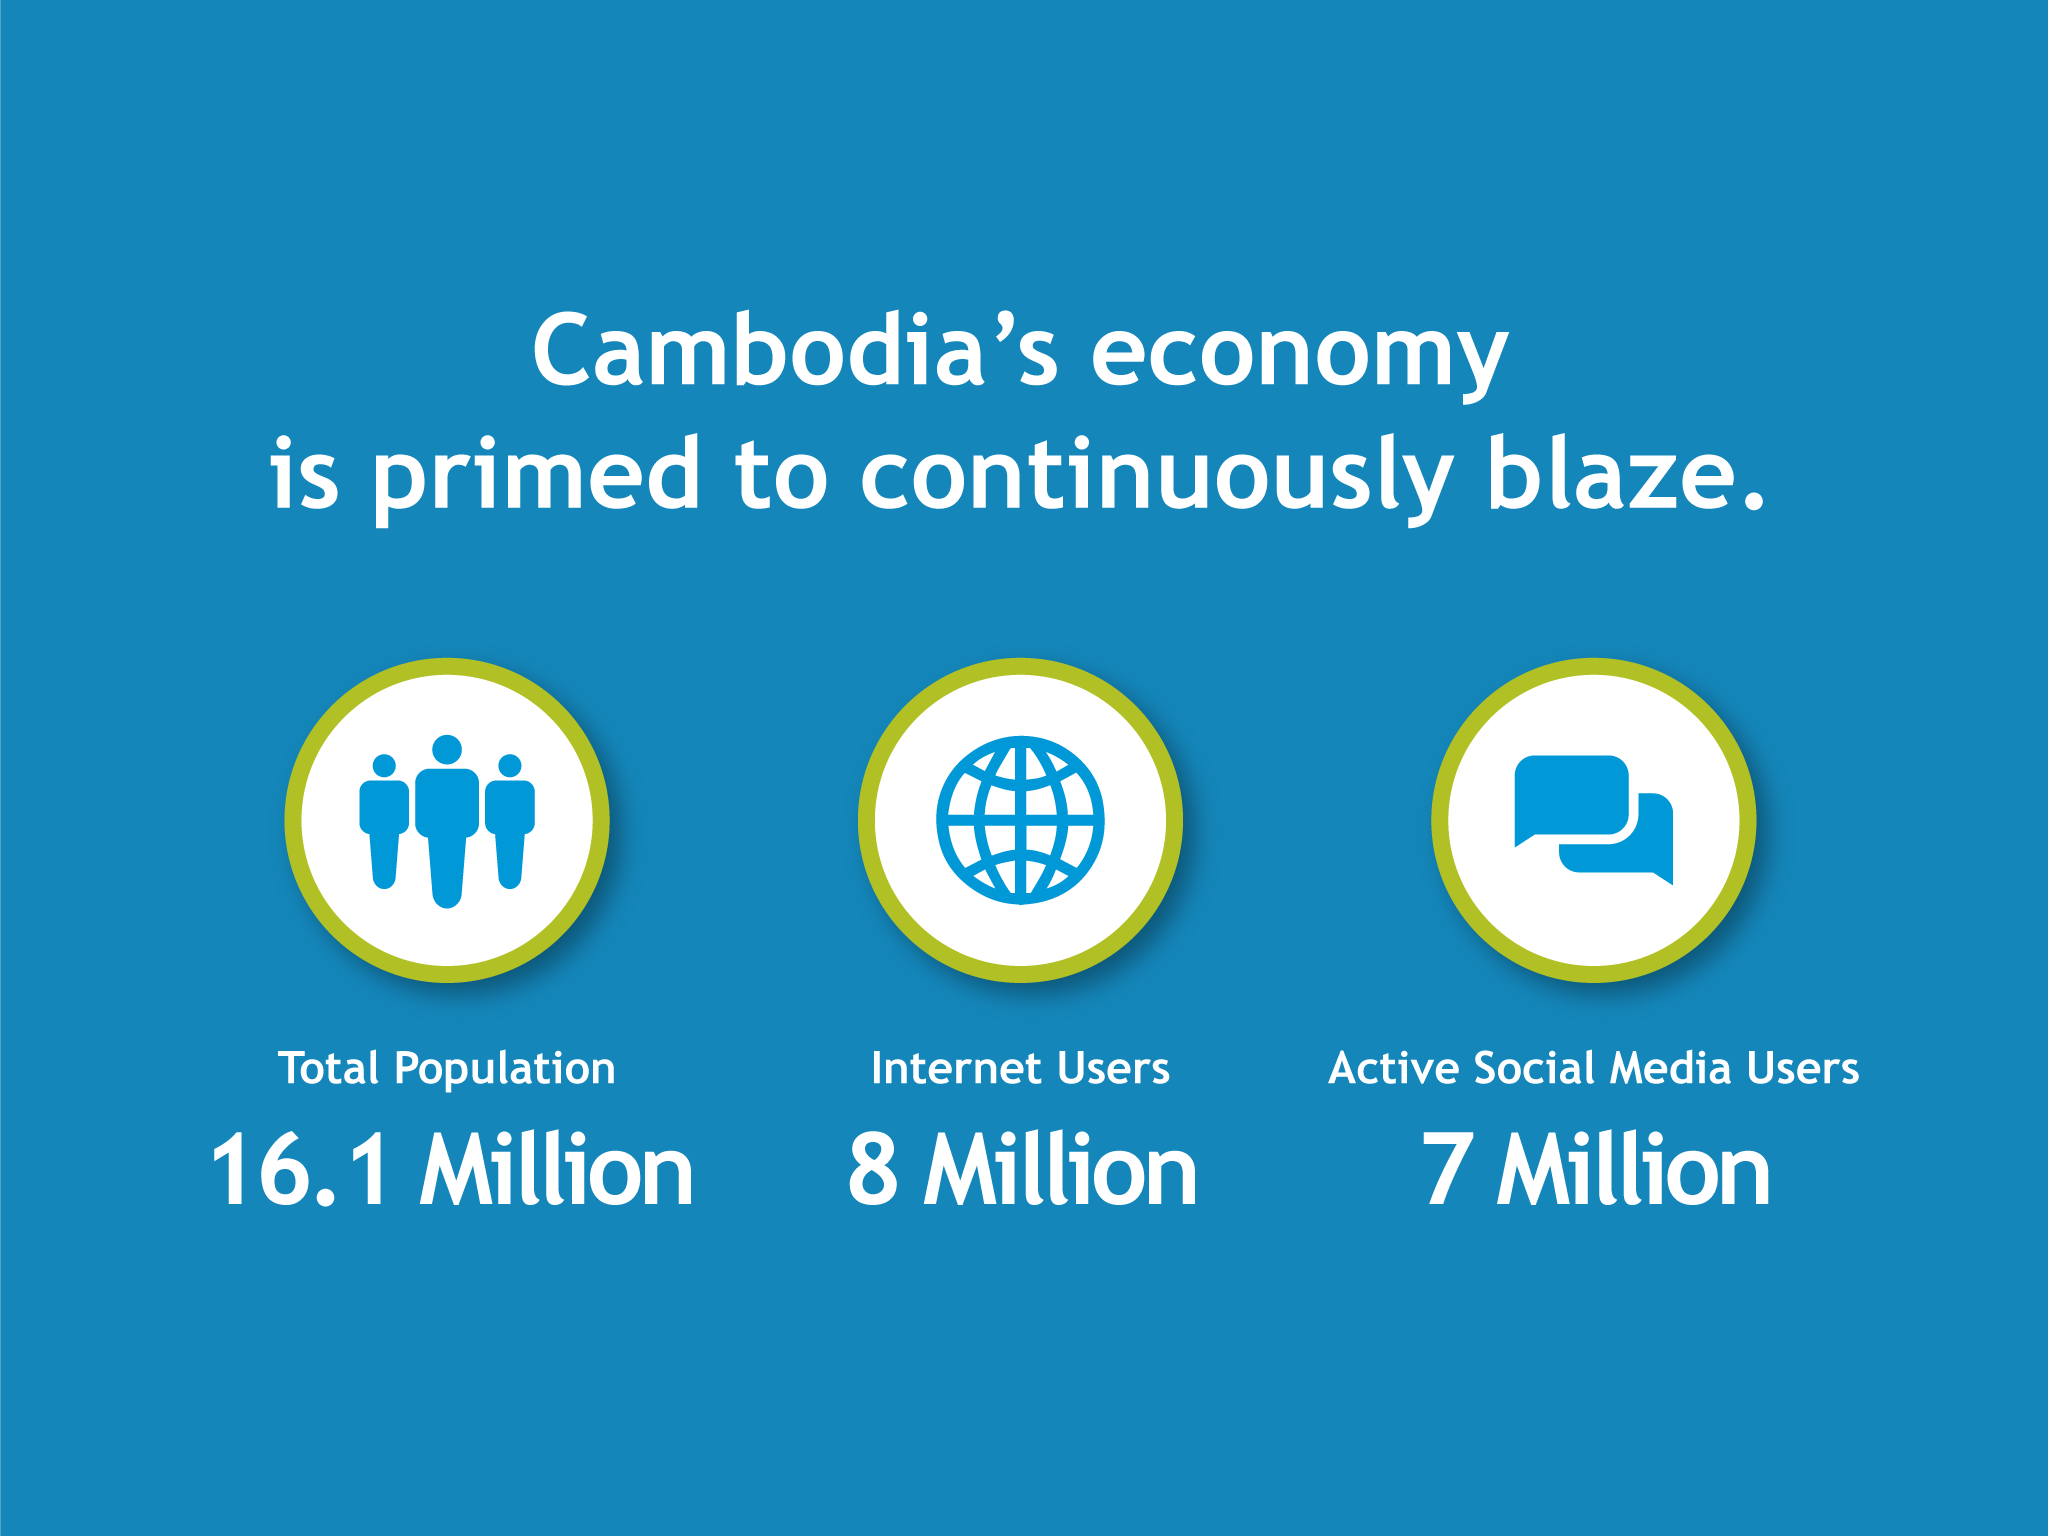 Cambodia’s economy
is primed to continuously blaze.
Total Population
16.1 Million
Internet Users
8 Million
Active Social Media Users
7 Million